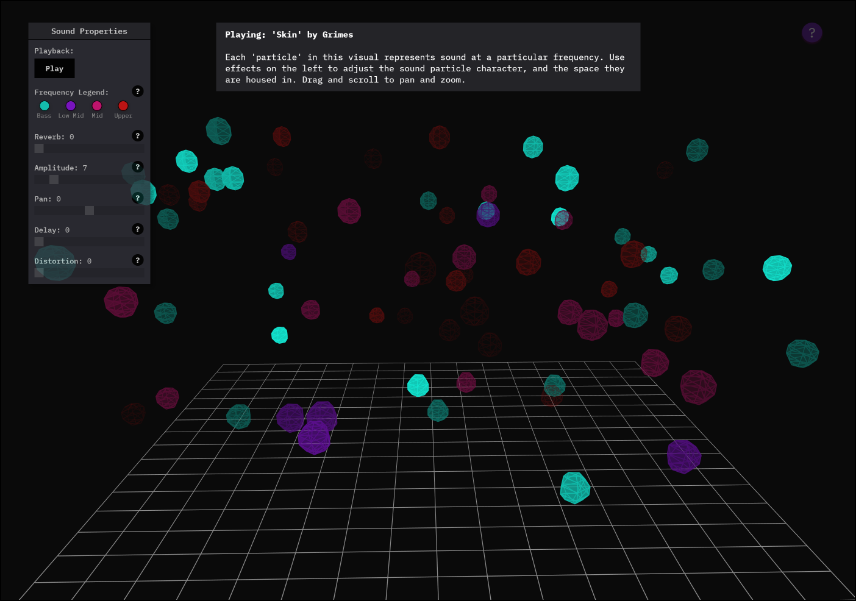 Sound Properties
Playback:
Play
Frequency Legend: ?
Bass Low Mid Mid Upper
Reverb: 0 ?
Amplitude: 7 ?
Pan: 0 ?
Delay: 0 ?
Distortion: 0 ?
Playing: 'Skin' by Grimes
Each 'particle' in this visual represents sound at a particular frequency. Use
effects on the left to adjust the sound particle character, and the space they
are housed in. Drag and scroll to pan and zoom.
?